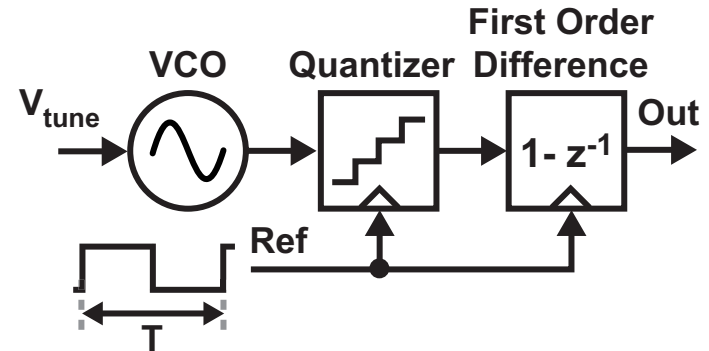 First Order
VCO Quantizer Difference
V_tune
Out
1- z^-1
Ref
T